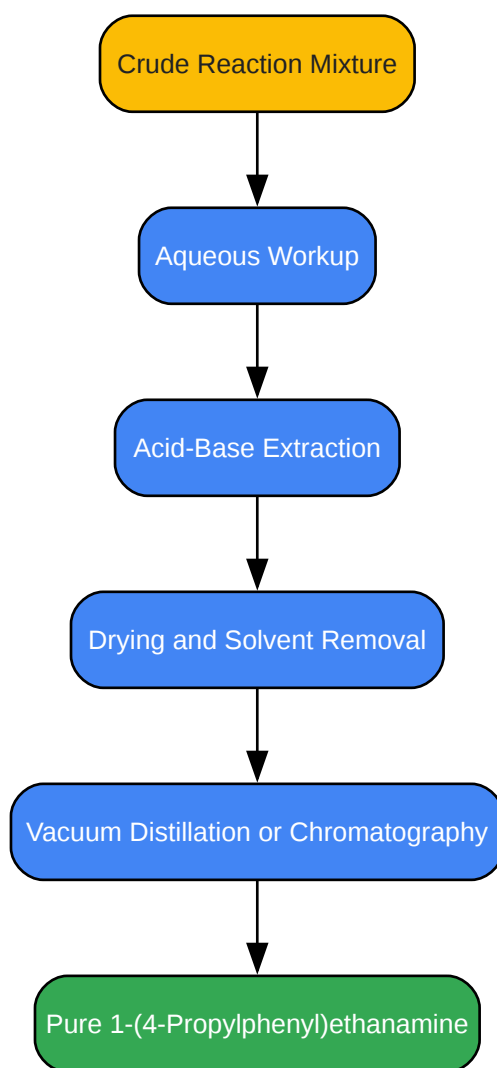 Crude Reaction Mixture
Aqueous Workup
Acid-Base Extraction
Drying and Solvent Removal
Vacuum Distillation or Chromatography
Pure 1-(4-Propylphenyl)ethanamine